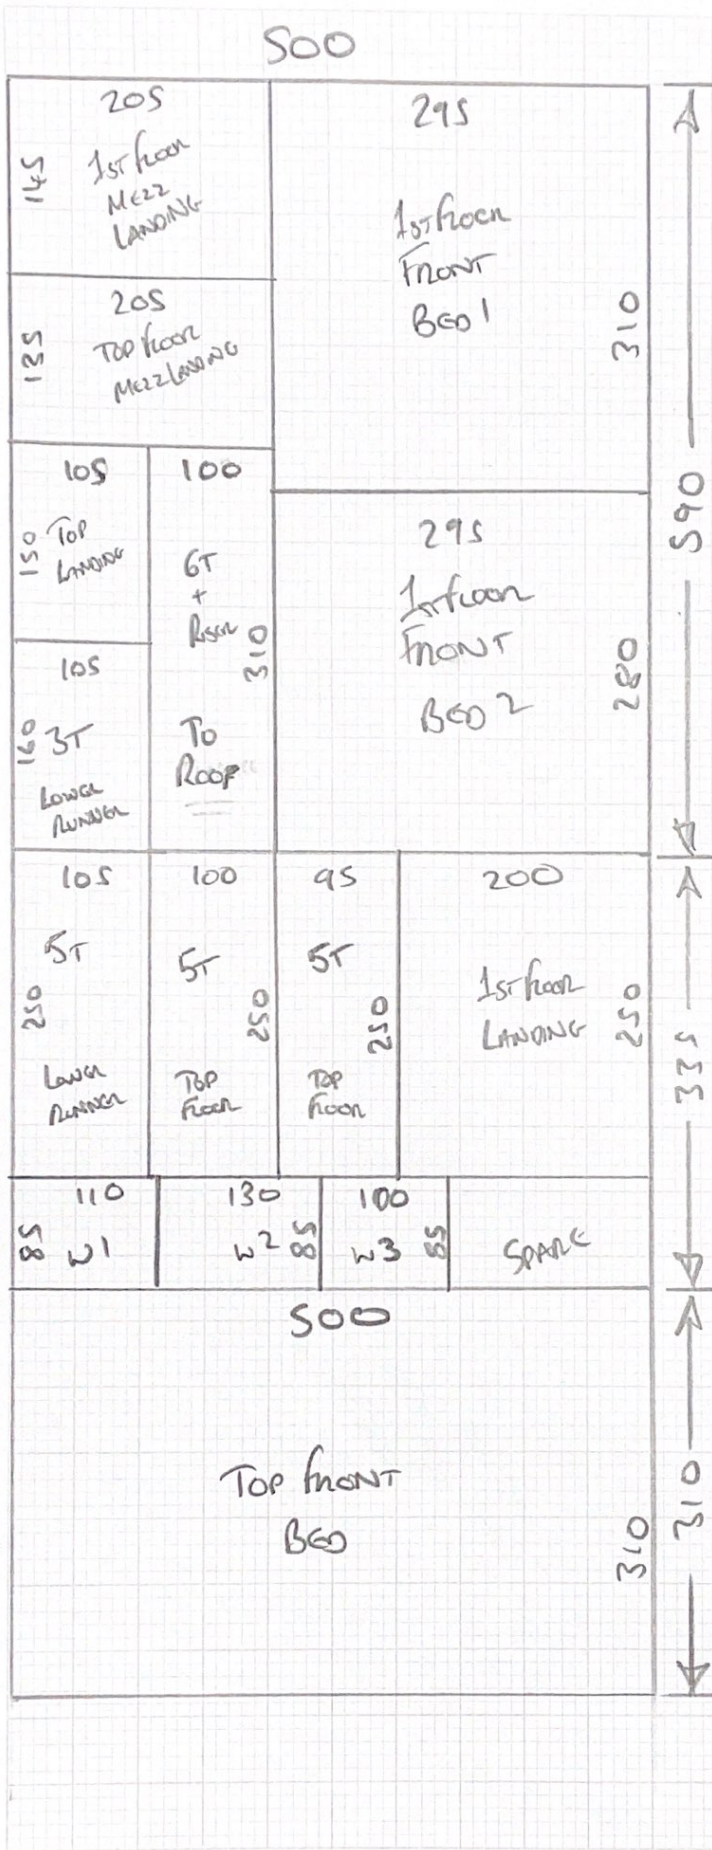 500
205
145
1st floor
MEZZ
LANDING
295
1st floor
FRONT
BED 1
310
205
135
TOP floor
MEZZ LANDING
105
150
TOP
LANDING
100
6T
+
RISER
310
TO
ROOF
295
1st floor
FRONT
BED 2
280
590
105
160
3T
LOWER
RUNNER
105
5T
250
LOWER
RUNNER
100
5T
250
TOP
FLOOR
95
5T
250
TOP
FLOOR
200
1st floor
LANDING
250
335
110
85
W1
130
W2
85
100
W3
85
SPARE
500
TOP FRONT
BED
310
310